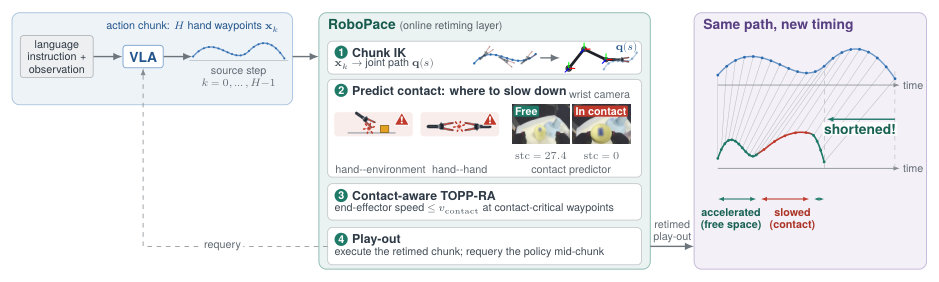 action chunk: H hand waypoints xₖ
language
instruction +
observation
VLA
source step
k = 0, ... , H−1
requery
RoboPace (online retiming layer)
1 Chunk IK
xₖ → joint path q(s)
q(s)
2 Predict contact: where to slow down
wrist camera
Free
In contact
stc = 27.4
stc = 0
hand--environment
hand--hand
contact predictor
3 Contact-aware TOPP-RA
end-effector speed ≤ v_contact at contact-critical waypoints
4 Play-out
execute the retimed chunk; requery the policy mid-chunk
retimed
play-out
Same path, new timing
time
shortened!
time
accelerated
(free space)
slowed
(contact)